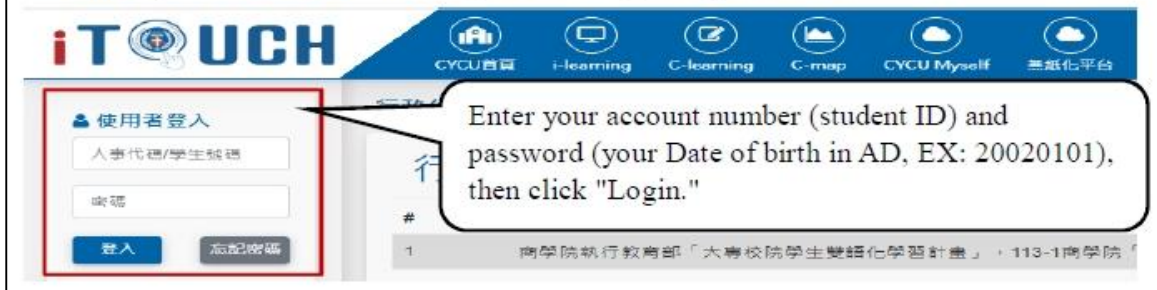 iTOUCH
CYCU首頁 i-learning C-learning C-map CYCU Myself 無紙化平台
使用者登入
人事代碼/學生號碼
密碼
登入 忘記密碼
Enter your account number (student ID) and
password (your Date of birth in AD, EX: 20020101),
then click "Login."
行
#
1 商學院執行教育部「大專校院學生雙語化學習計畫」，113-1商學院「